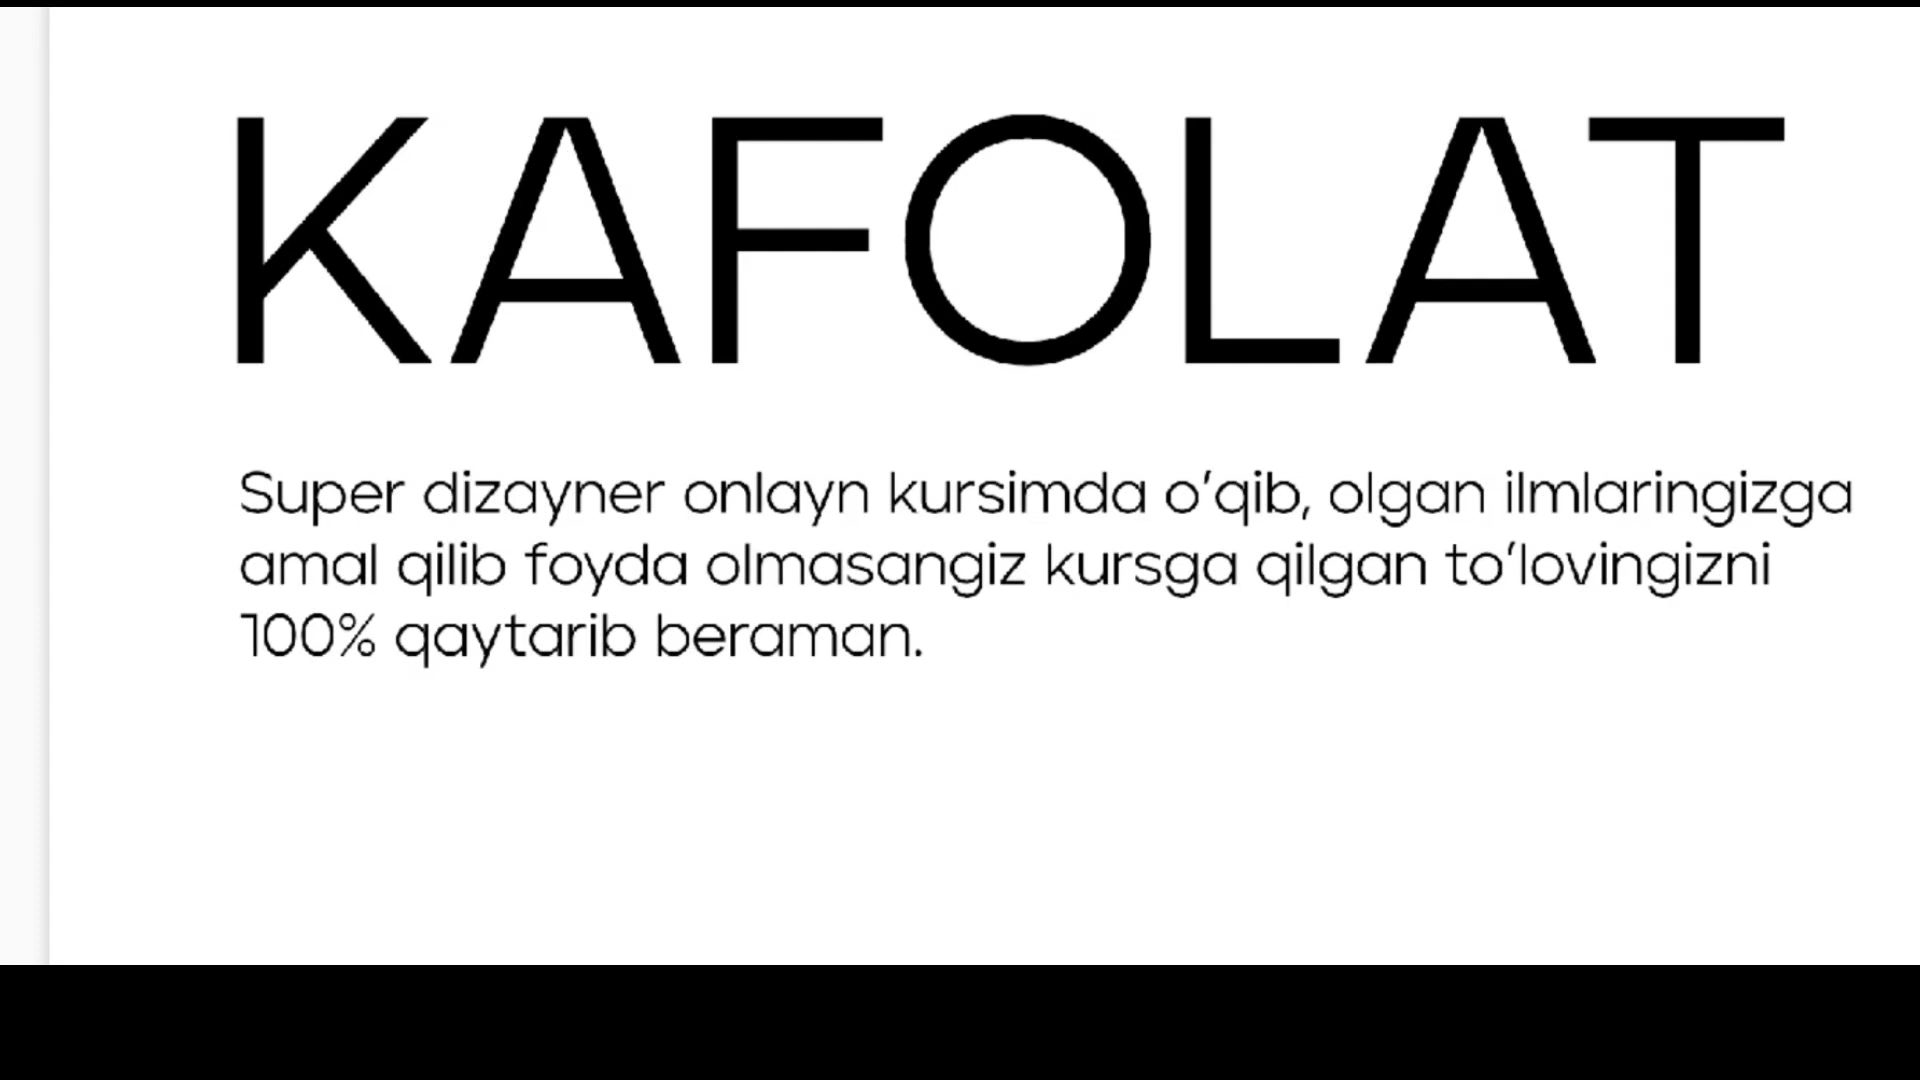 KAFOLAT
Super dizayner onlayn kursimda o’qib, olgan ilmlaringizga
amal qilib foyda olmasangiz kursga qilgan to’lovingizni
100% qaytarib beraman.